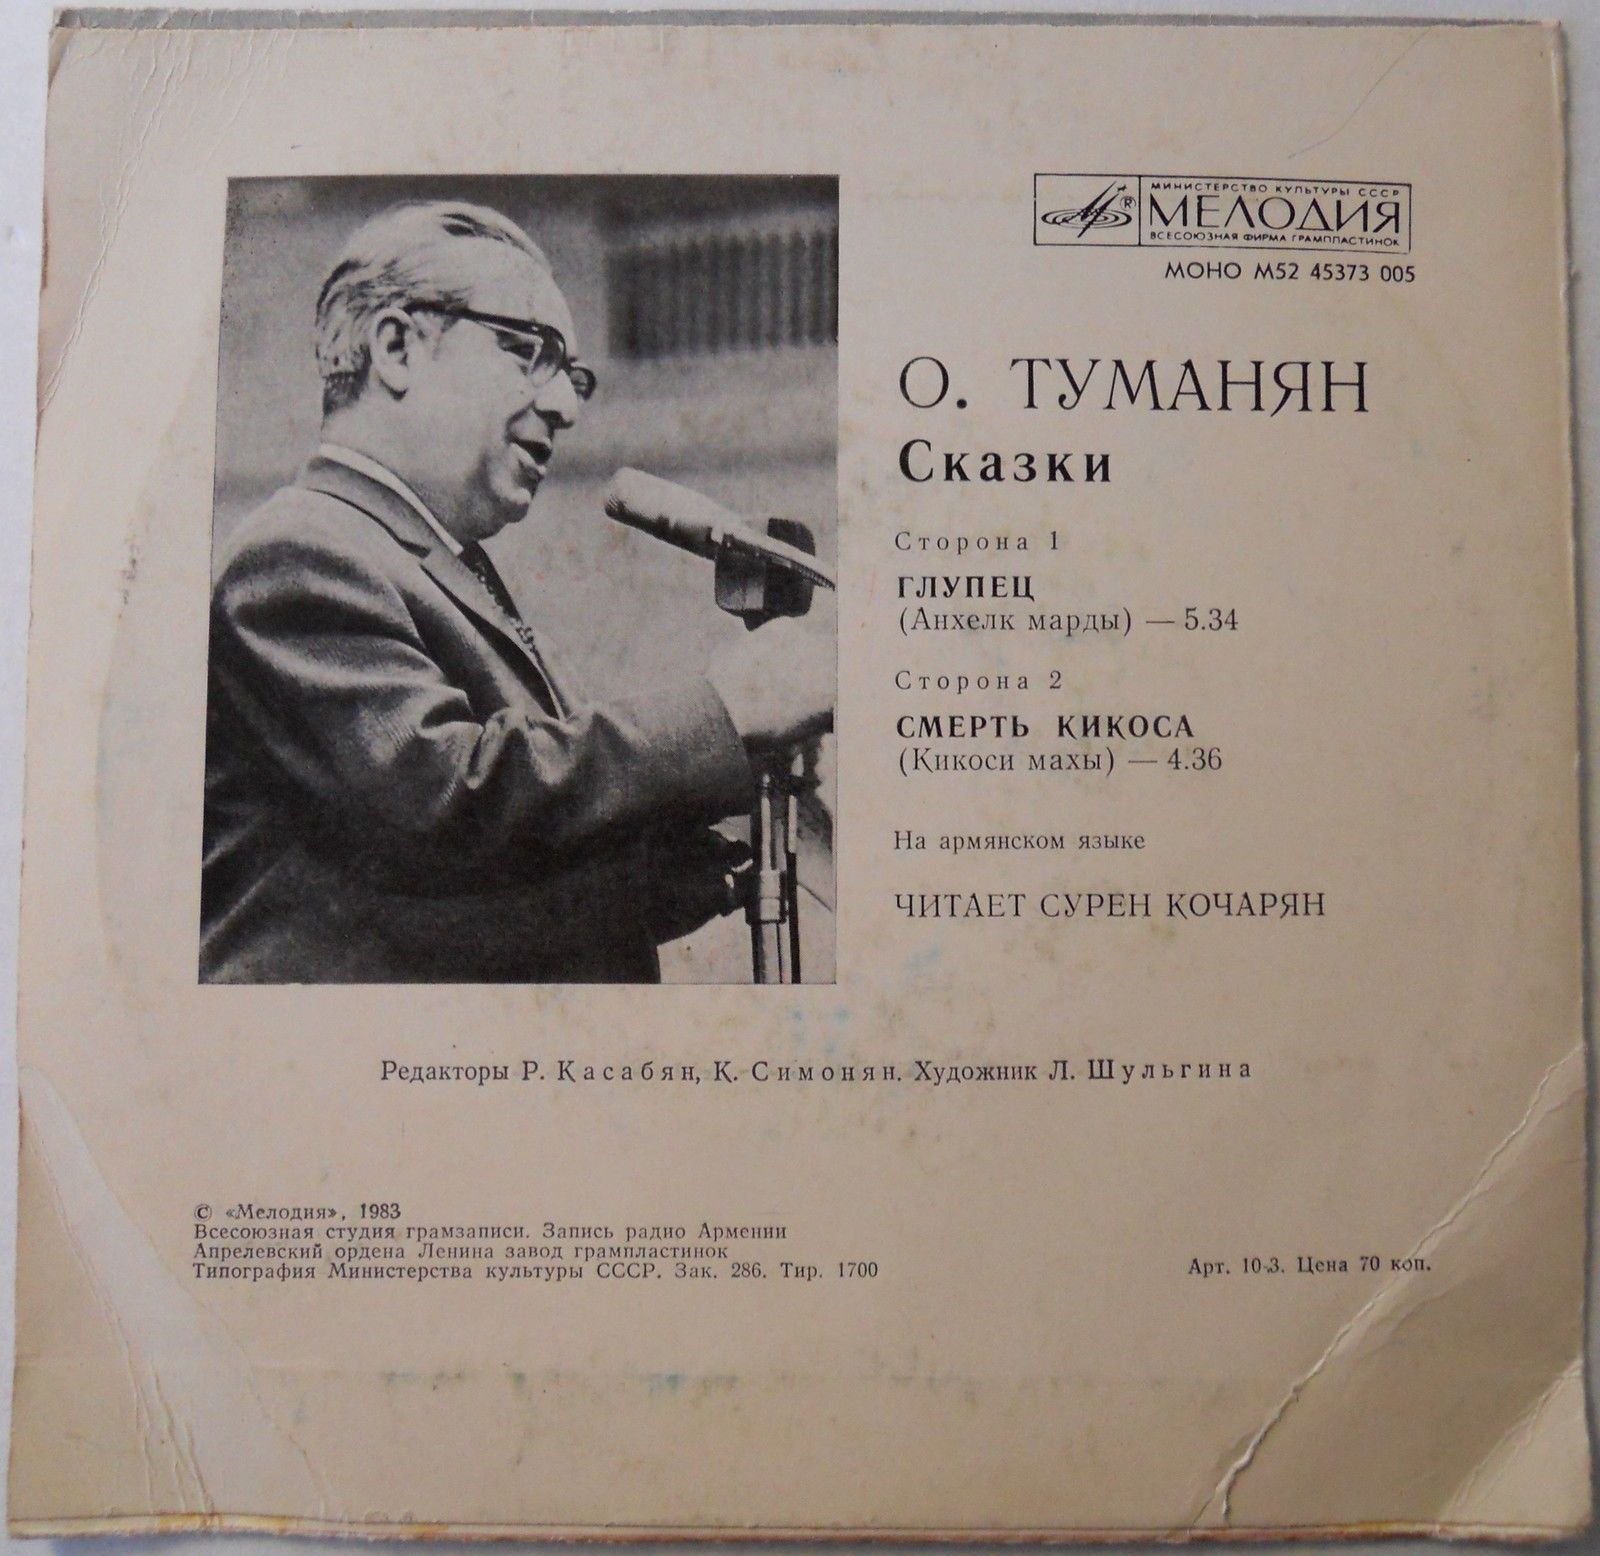 МИНИСТЕРСТВО КУЛЬТУРЫ СССР
® МЕЛОДИЯ
ВСЕСОЮЗНАЯ ФИРМА ГРАМПЛАСТИНОК
МОНО М52 45373 005
О. ТУМАНЯН
Сказки
Сторона 1
ГЛУПЕЦ
(Анхелк марды) — 5.34
Сторона 2
СМЕРТЬ КИКОСА
(Кикоси махы) — 4.36
На армянском языке
ЧИТАЕТ СУРЕН КОЧАРЯН
Редакторы Р. Касабян, К. Симонян. Художник Л. Шульгина
© «Мелодия», 1983
Всесоюзная студия грамзаписи. Запись радио Армении
Апрелевский ордена Ленина завод грампластинок
Типография Министерства культуры СССР. Зак. 286. Тир. 1700
Арт. 10-3. Цена 70 коп.